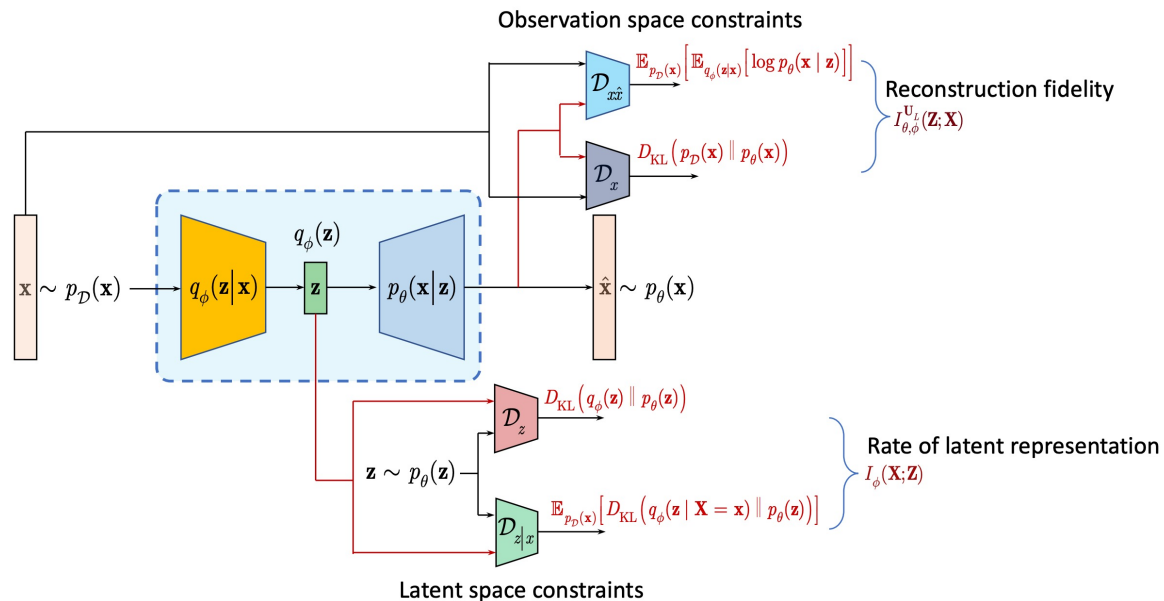 Observation space constraints
𝔼_{p_𝒟(𝐱)}[𝔼_{q_ϕ(𝐳|𝐱)}[log p_θ(𝐱 | 𝐳)]]
𝒟_{xx̂}
Reconstruction fidelity
I^{𝐔_L}_{θ,ϕ}(𝐙; 𝐗)
D_KL(p_𝒟(𝐱) ‖ p_θ(𝐱))
𝒟_x
q_ϕ(𝐳)
𝐱 ∼ p_𝒟(𝐱)
q_ϕ(𝐳|𝐱)
𝐳
p_θ(𝐱|𝐳)
𝐱̂ ∼ p_θ(𝐱)
D_KL(q_ϕ(𝐳) ‖ p_θ(𝐳))
𝒟_z
Rate of latent representation
I_ϕ(𝐗; 𝐙)
𝐳 ∼ p_θ(𝐳)
𝔼_{p_𝒟(𝐱)}[D_KL(q_ϕ(𝐳 | 𝐗 = 𝐱) ‖ p_θ(𝐳))]
𝒟_{z|x}
Latent space constraints